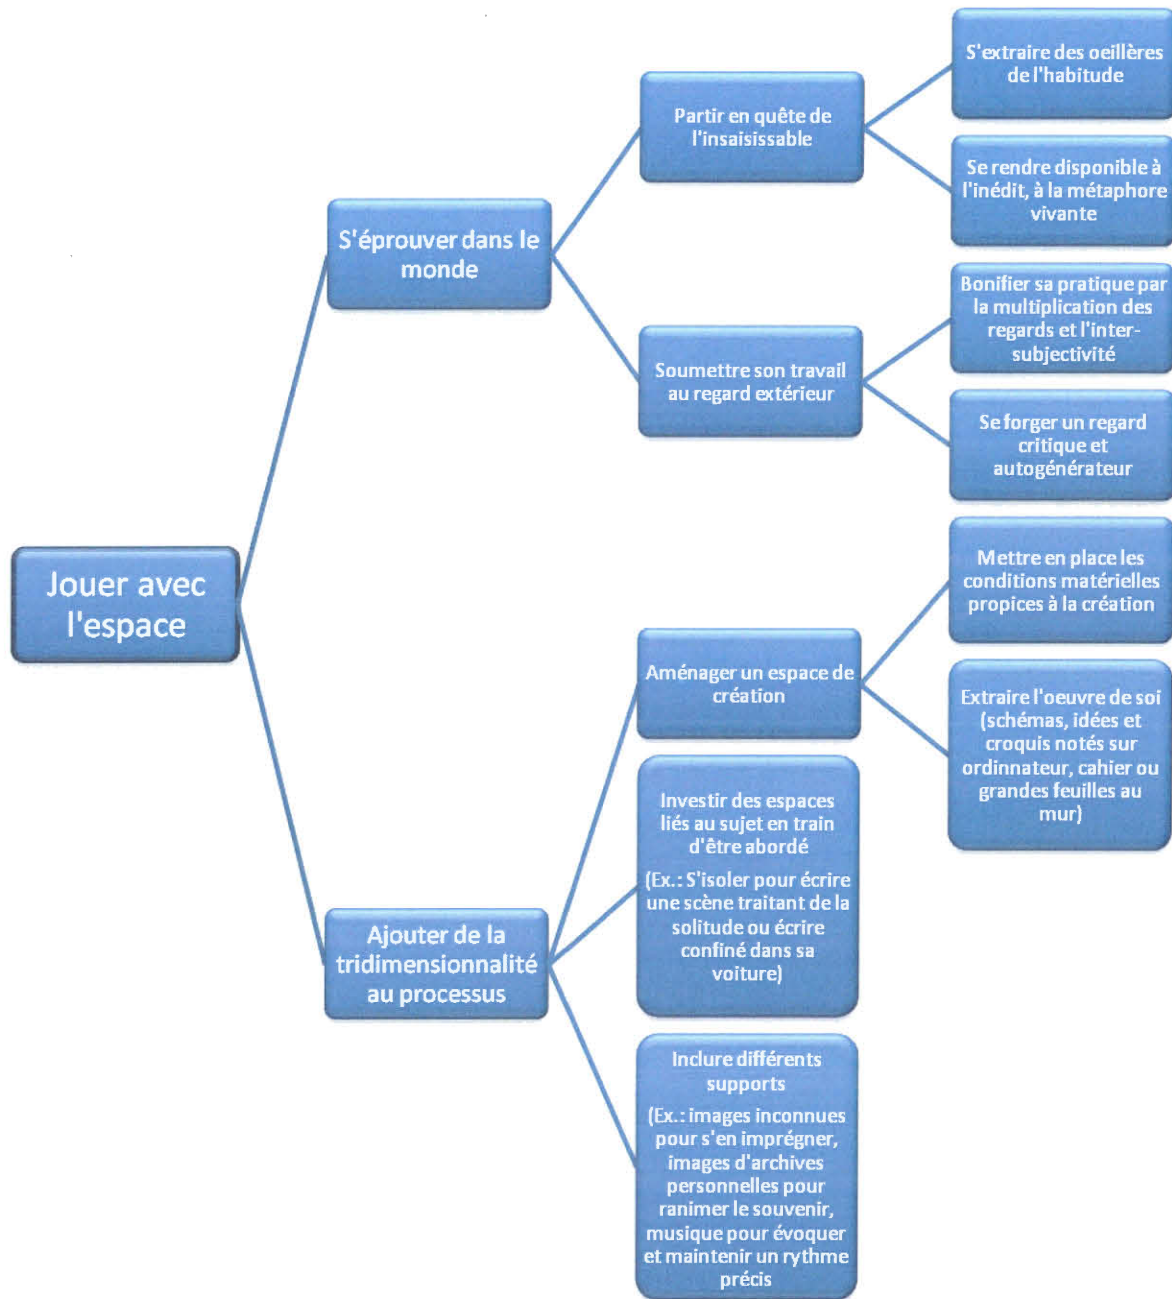 S'extraire des oeillères
de l'habitude
Partir en quête de
l'insaisissable
Se rendre disponible à
l'inédit, à la métaphore
vivante
S'éprouver dans le
monde
Bonifier sa pratique par
la multiplication des
regards et l'inter-
subjectivité
Soumettre son travail
au regard extérieur
Se forger un regard
critique et
autogénérateur
Jouer avec
l'espace
Mettre en place les
conditions matérielles
propices à la création
Aménager un espace de
création
Extraire l'oeuvre de soi
(schémas, idées et
croquis notés sur
ordinnateur, cahier ou
grandes feuilles au
mur)
Investir des espaces
liés au sujet en train
d'être abordé
(Ex.: S'isoler pour écrire
une scène traitant de la
solitude ou écrire
confiné dans sa
voiture)
Ajouter de la
tridimensionnalité
au processus
Inclure différents
supports
(Ex.: images inconnues
pour s'en imprégner,
images d'archives
personnelles pour
ranimer le souvenir,
musique pour évoquer
et maintenir un rythme
précis